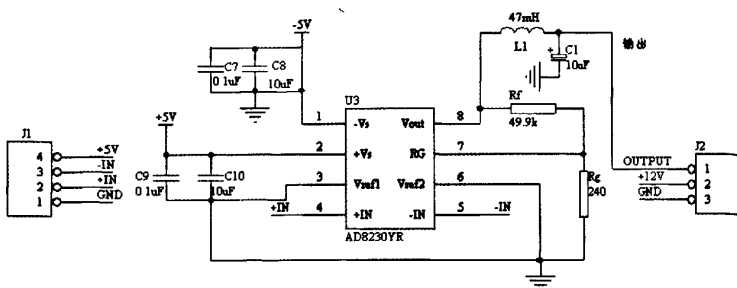 -5V
47mH
L1
C1
10uF
输出
C7
0 1uF
C8
10uF
+5V
U3
Rf
49.9k
1
-Vs
Vout
8
2
+Vs
RG
7
3
Vref1
Vref2
6
4
+IN
-IN
5
+IN
-IN
AD8230YR
C9
0 1uF
C10
10uF
Rg
240
J1
4
+5V
3
-IN
2
+IN
1
GND
J2
OUTPUT
1
+12V
2
GND
3